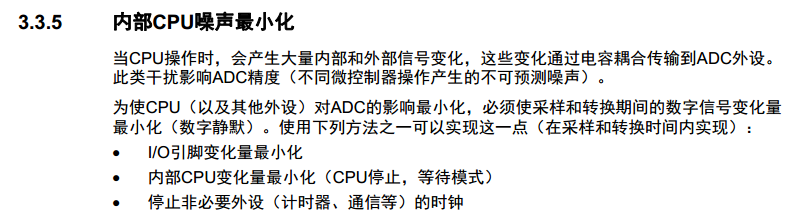 3.3.5 内部CPU噪声最小化
当CPU操作时，会产生大量内部和外部信号变化，这些变化通过电容耦合传输到ADC外设。
此类干扰影响ADC精度（不同微控制器操作产生的不可预测噪声）。
为使CPU（以及其他外设）对ADC的影响最小化，必须使采样和转换期间的数字信号变化量
最小化（数字静默）。使用下列方法之一可以实现这一点（在采样和转换时间内实现）：
• I/O引脚变化量最小化
• 内部CPU变化量最小化（CPU停止，等待模式）
• 停止非必要外设（计时器、通信等）的时钟